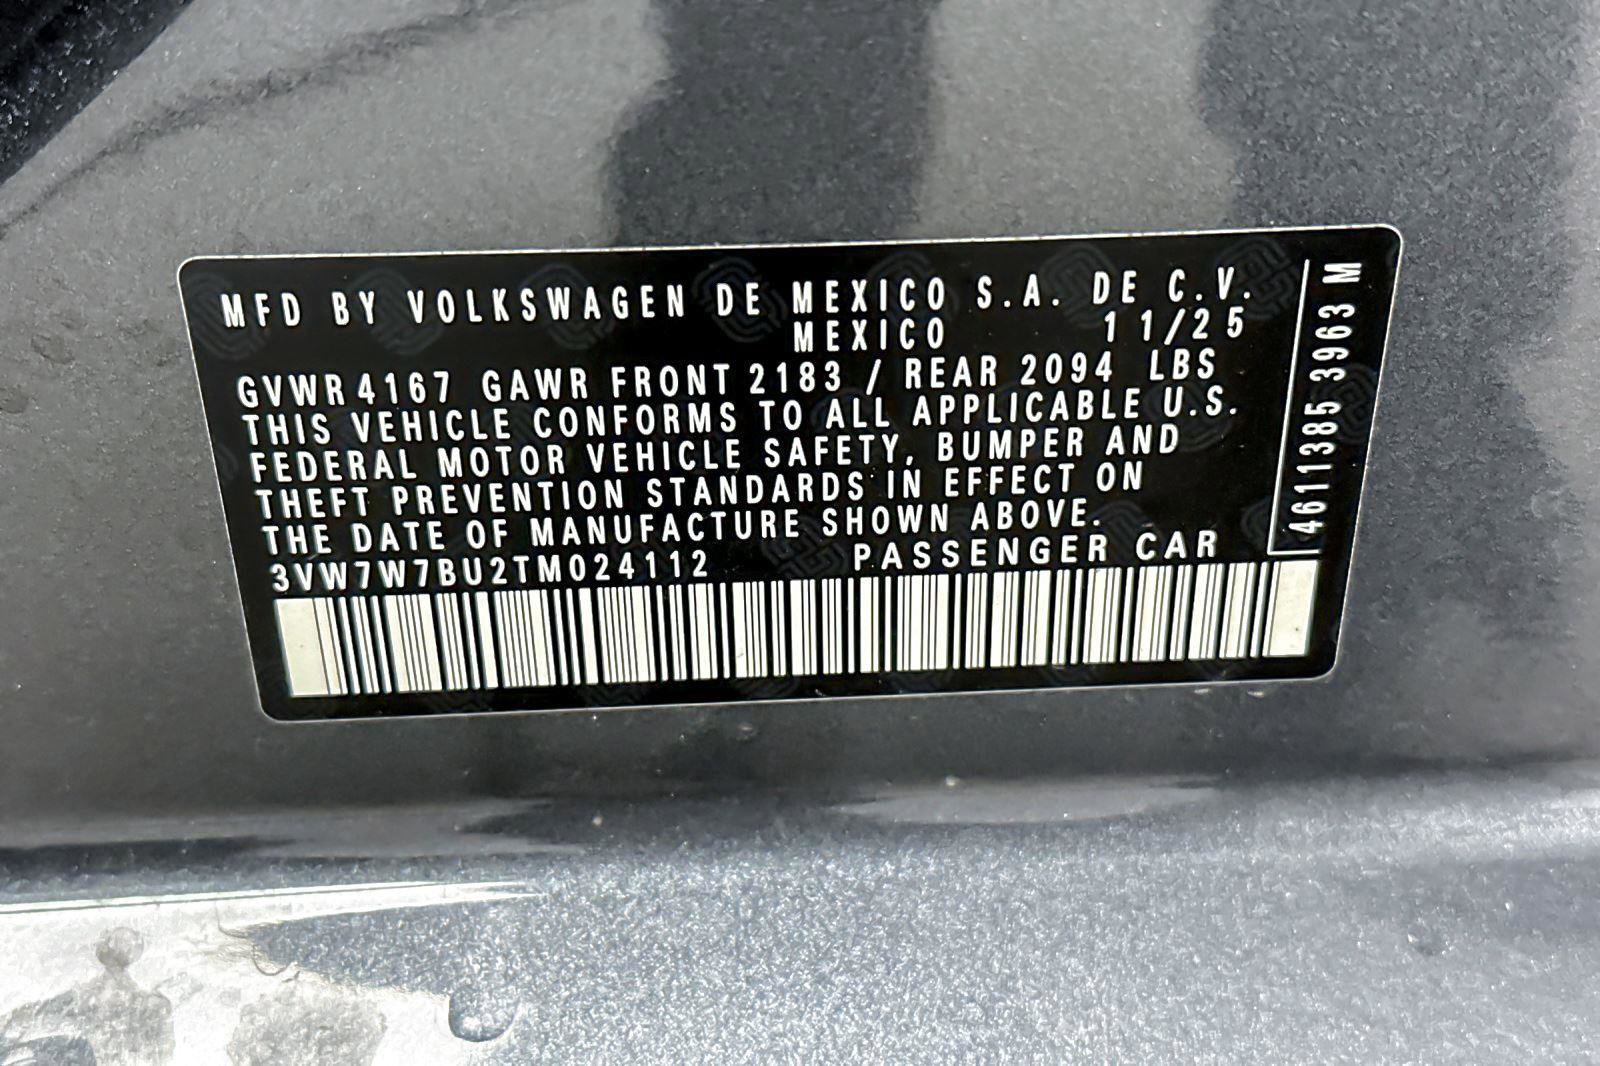 MFD BY VOLKSWAGEN DE MEXICO S.A. DE C.V.
MEXICO 11/25
GVWR 4167 GAWR FRONT 2183 / REAR 2094 LBS
THIS VEHICLE CONFORMS TO ALL APPLICABLE U.S.
FEDERAL MOTOR VEHICLE SAFETY, BUMPER AND
THEFT PREVENTION STANDARDS IN EFFECT ON
THE DATE OF MANUFACTURE SHOWN ABOVE.
3VW7W7BU2TM024112 PASSENGER CAR
4611385 3963 M